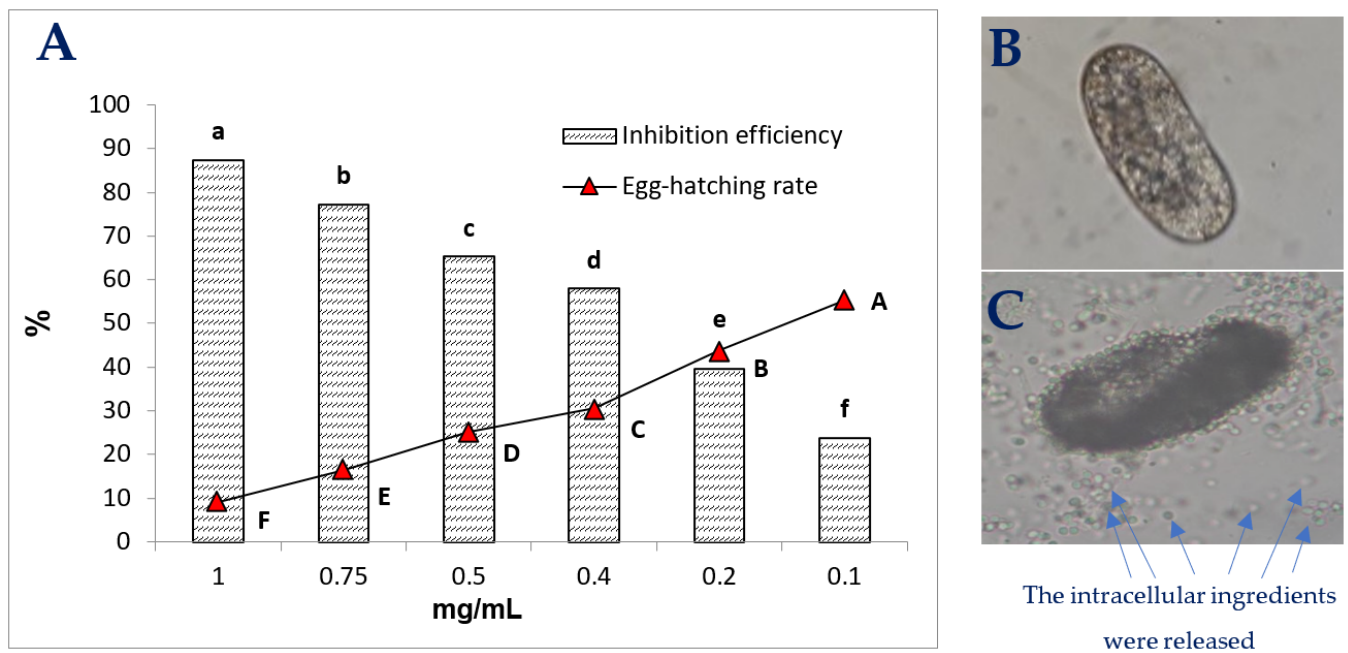 A
100
90
80
70
60
50
40
30
20
10
0
%
a
b
c
d
e
f
F
E
D
C
B
A
Inhibition efficiency
Egg-hatching rate
1 0.75 0.5 0.4 0.2 0.1
mg/mL
B
C
The intracellular ingredients
were released